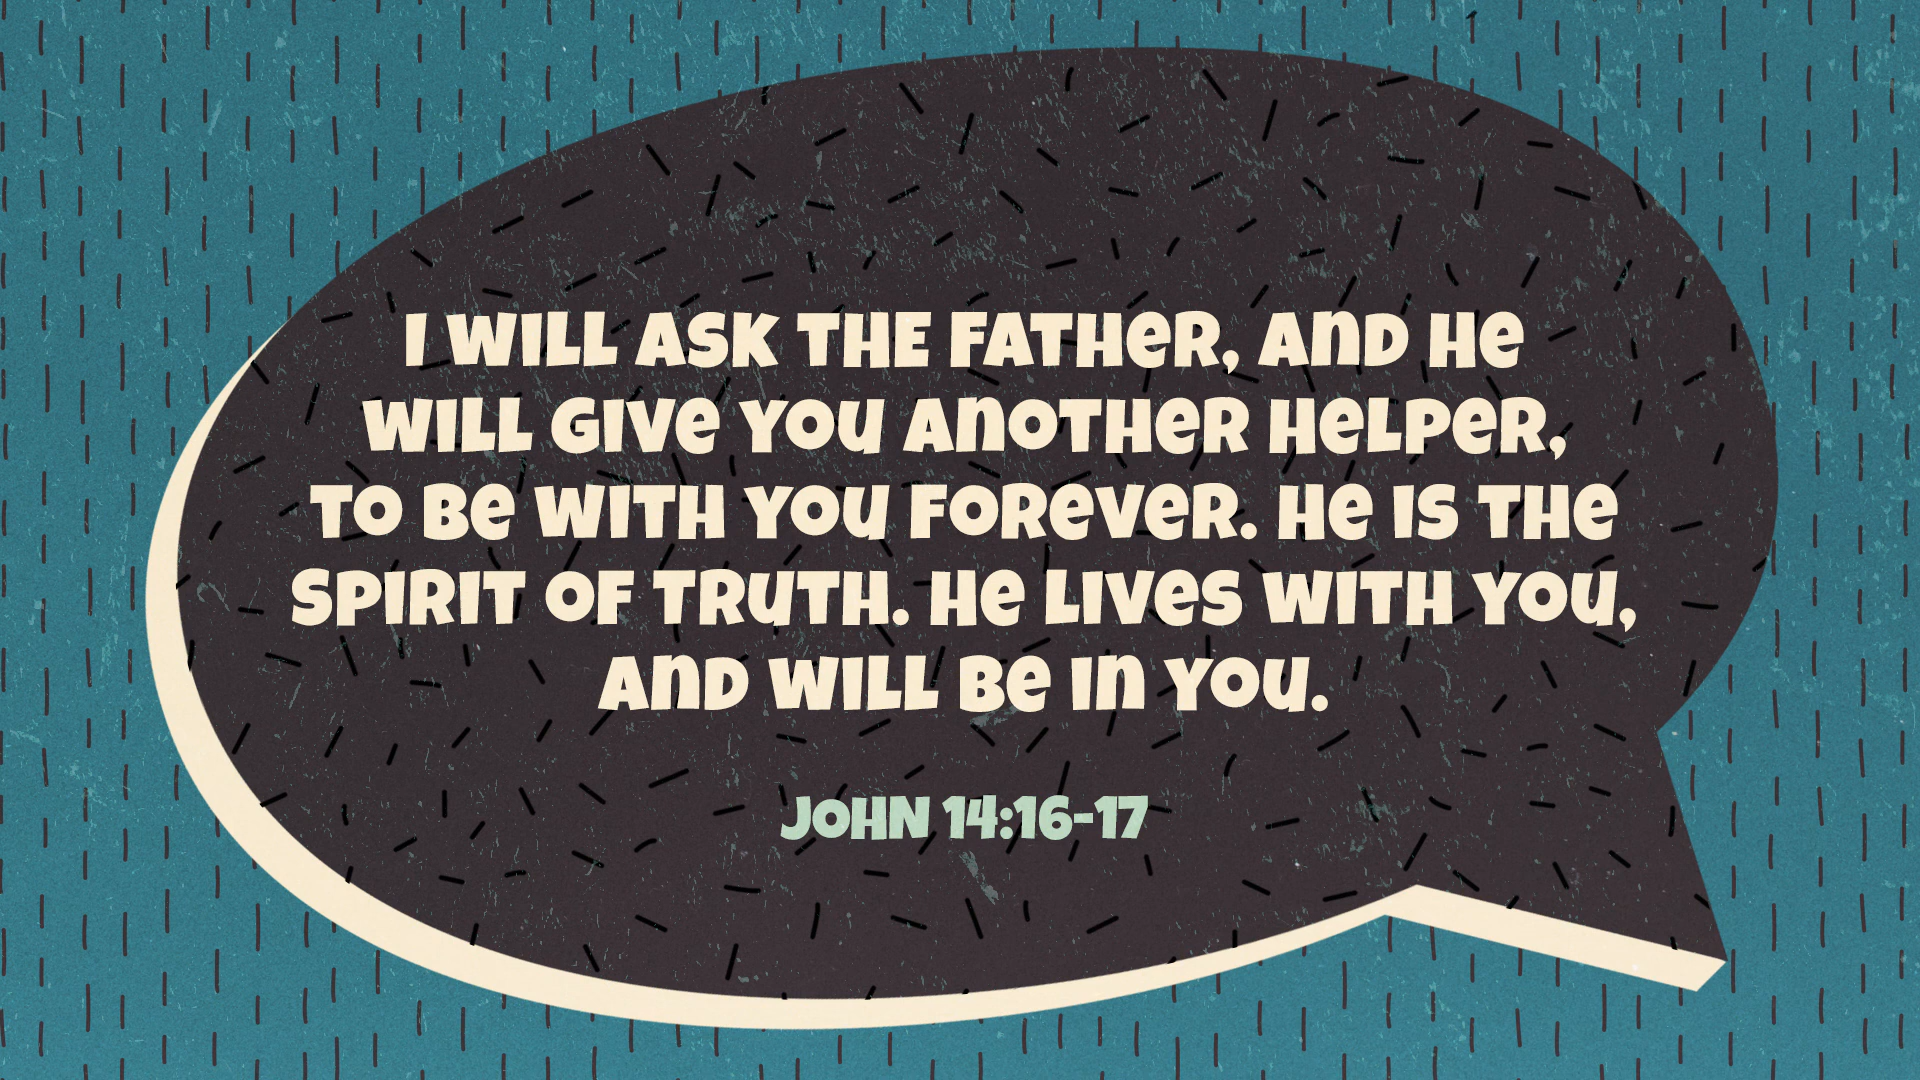 I WILL ASK THE FATHER, AND HE
WILL GIVE YOU ANOTHER HELPER,
TO BE WITH YOU FOREVER. HE IS THE
SPIRIT OF TRUTH. HE LIVES WITH YOU,
AND WILL BE IN YOU.
JOHN 14:16-17